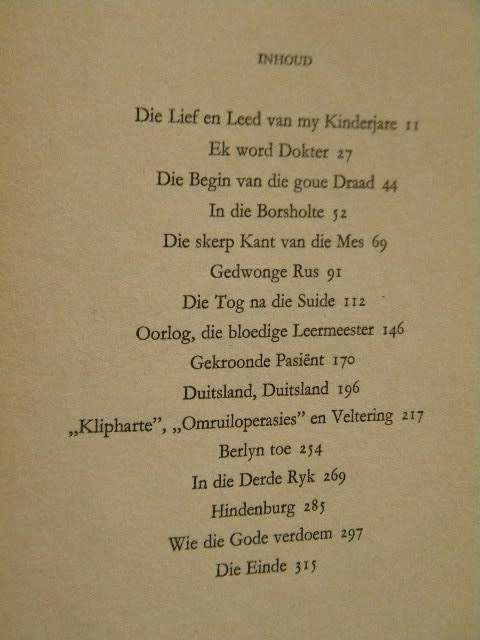 INHOUD
Die Lief en Leed van my Kinderjare 11
Ek word Dokter 27
Die Begin van die goue Draad 44
In die Borsholte 52
Die skerp Kant van die Mes 69
Gedwonge Rus 91
Die Tog na die Suide 112
Oorlog, die bloedige Leermeester 146
Gekroonde Pasiënt 170
Duitsland, Duitsland 196
„Klipharte”, „Omruiloperasies” en Veltering 217
Berlyn toe 254
In die Derde Ryk 269
Hindenburg 285
Wie die Gode verdoem 297
Die Einde 315